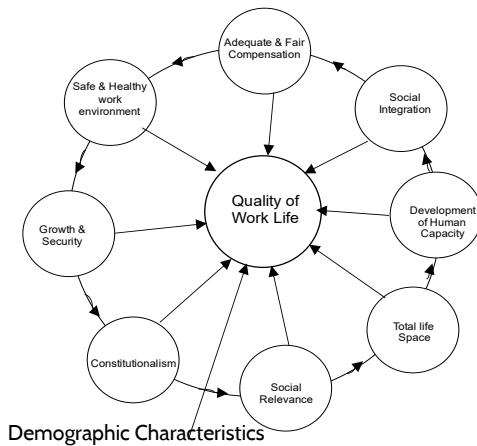 Adequate & Fair
Compensation
Safe & Healthy
work
environment
Social
Integration
Quality of
Work Life
Growth &
Security
Development
of Human
Capacity
Total life
Space
Constitutionalism
Social
Relevance
Demographic Characteristics